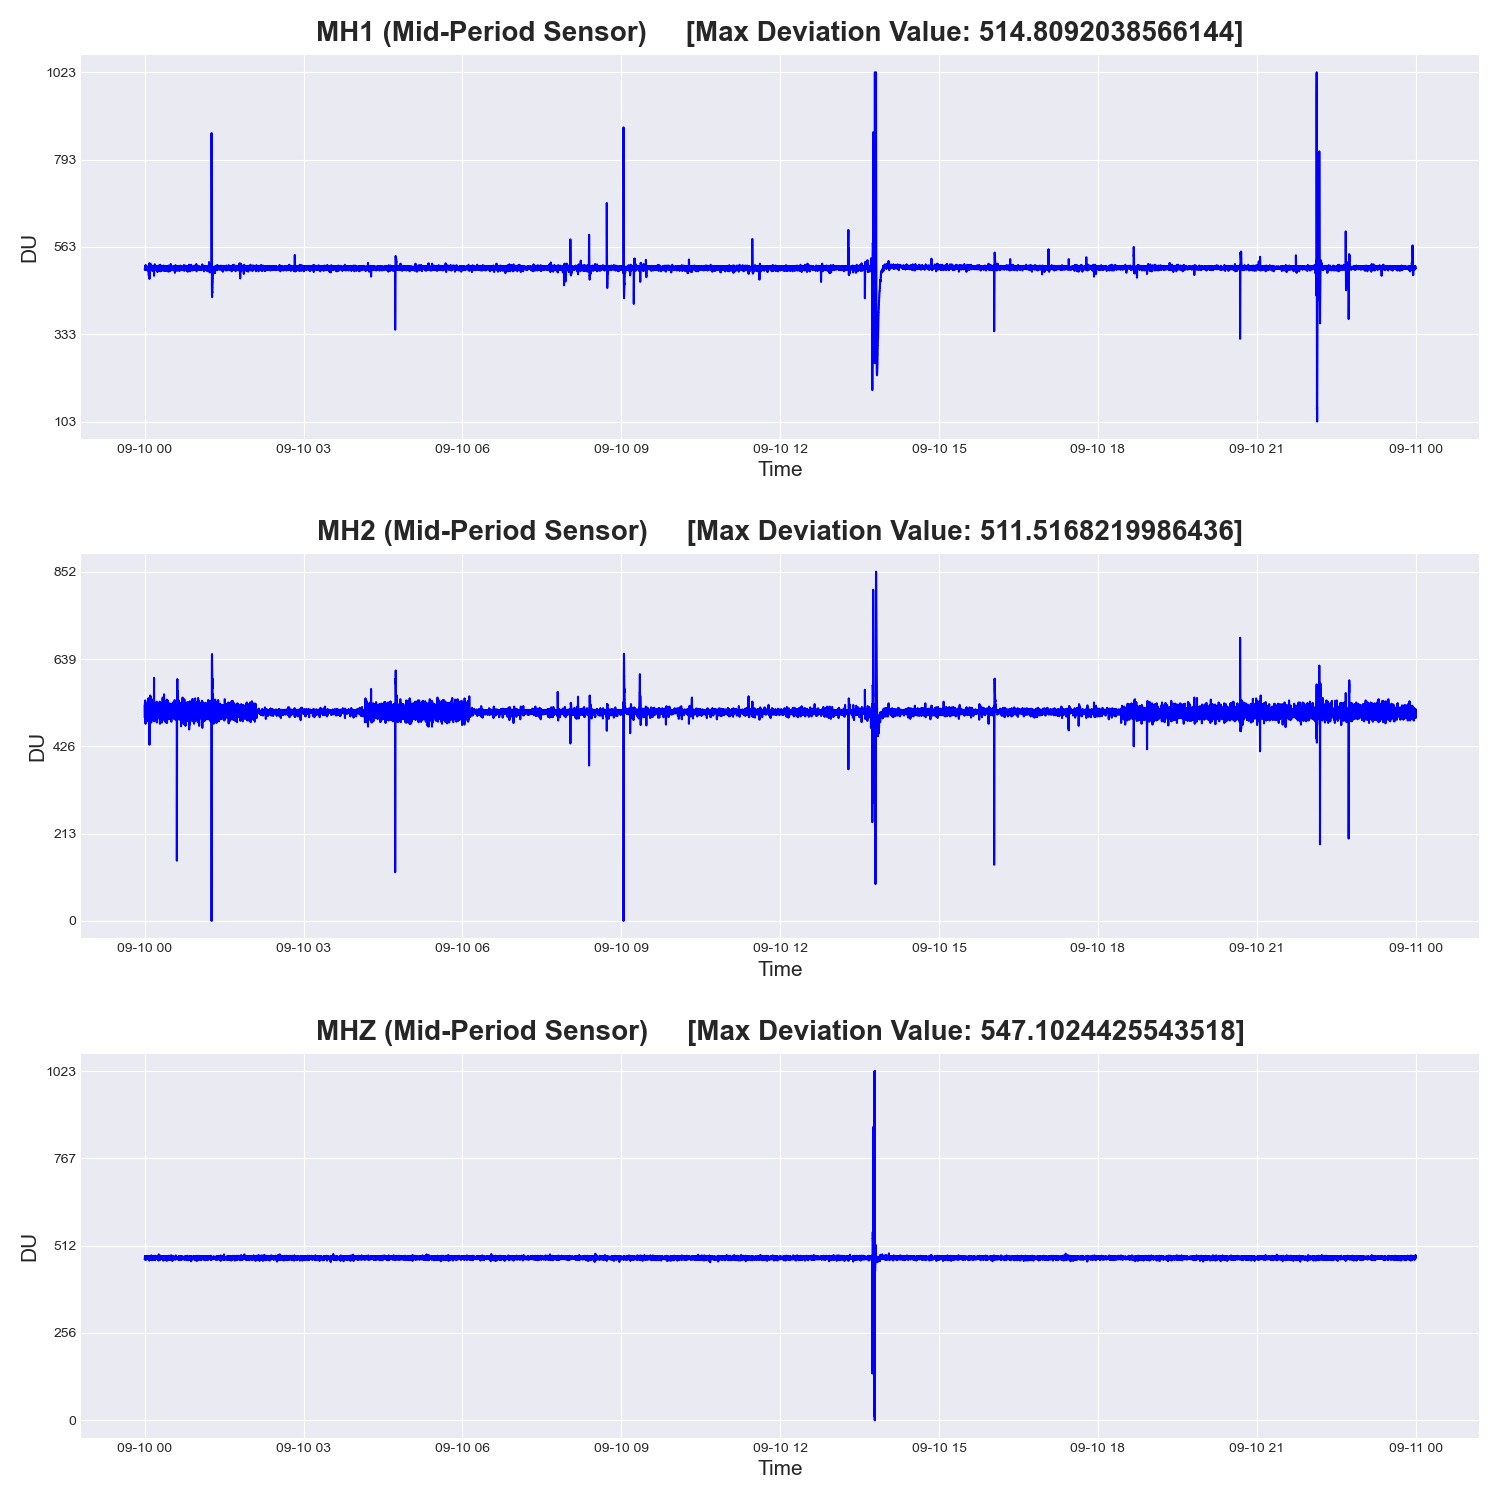 MH1 (Mid-Period Sensor) [Max Deviation Value: 514.8092038566144]
1023
793
563
333
103
DU
09-10 00 09-10 03 09-10 06 09-10 09 09-10 12 09-10 15 09-10 18 09-10 21 09-11 00
Time
MH2 (Mid-Period Sensor) [Max Deviation Value: 511.5168219986436]
852
639
426
213
0
DU
09-10 00 09-10 03 09-10 06 09-10 09 09-10 12 09-10 15 09-10 18 09-10 21 09-11 00
Time
MHZ (Mid-Period Sensor) [Max Deviation Value: 547.1024425543518]
1023
767
512
256
0
DU
09-10 00 09-10 03 09-10 06 09-10 09 09-10 12 09-10 15 09-10 18 09-10 21 09-11 00
Time